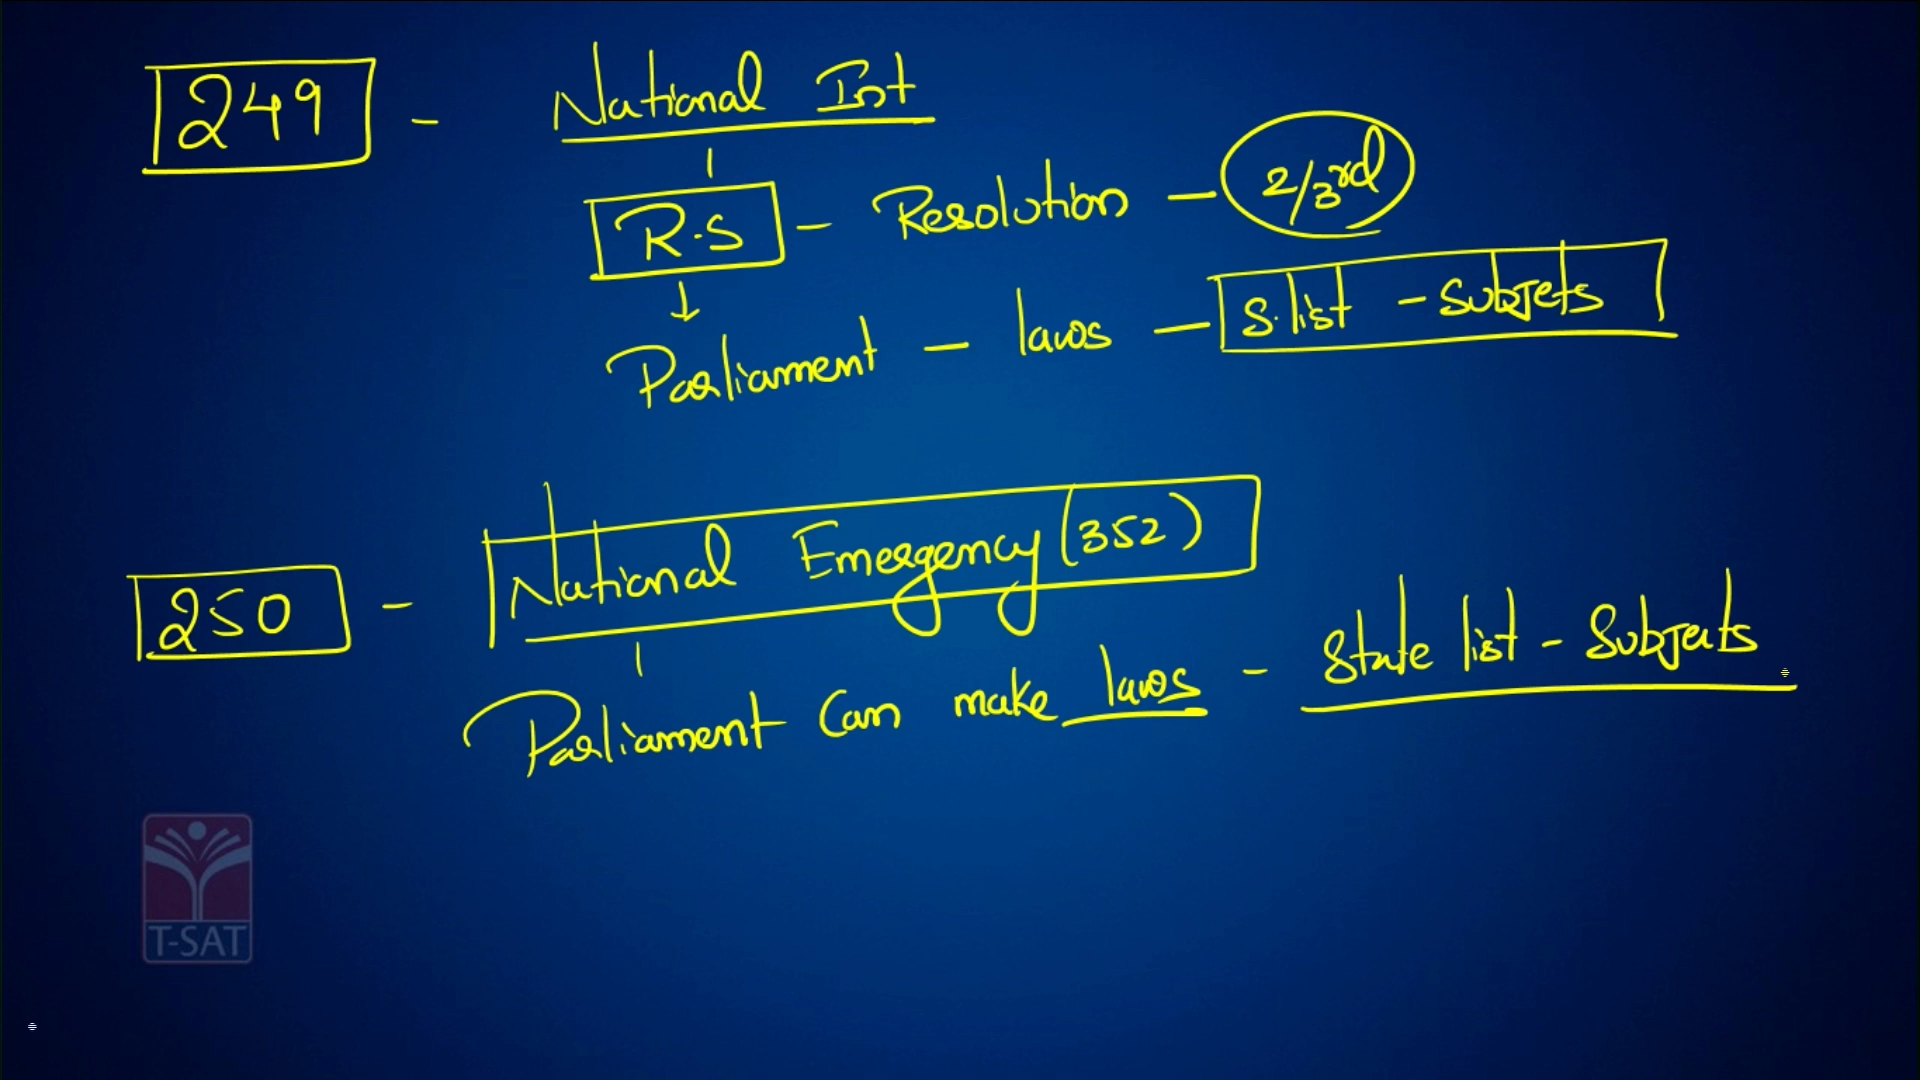 249 - National Int
R.S - Resolution - 2/3rd
Parliament - laws - S.list - Subjets
250 - National Emergency (352)
Parliament Can make laws - State list - Subjects
T-SAT